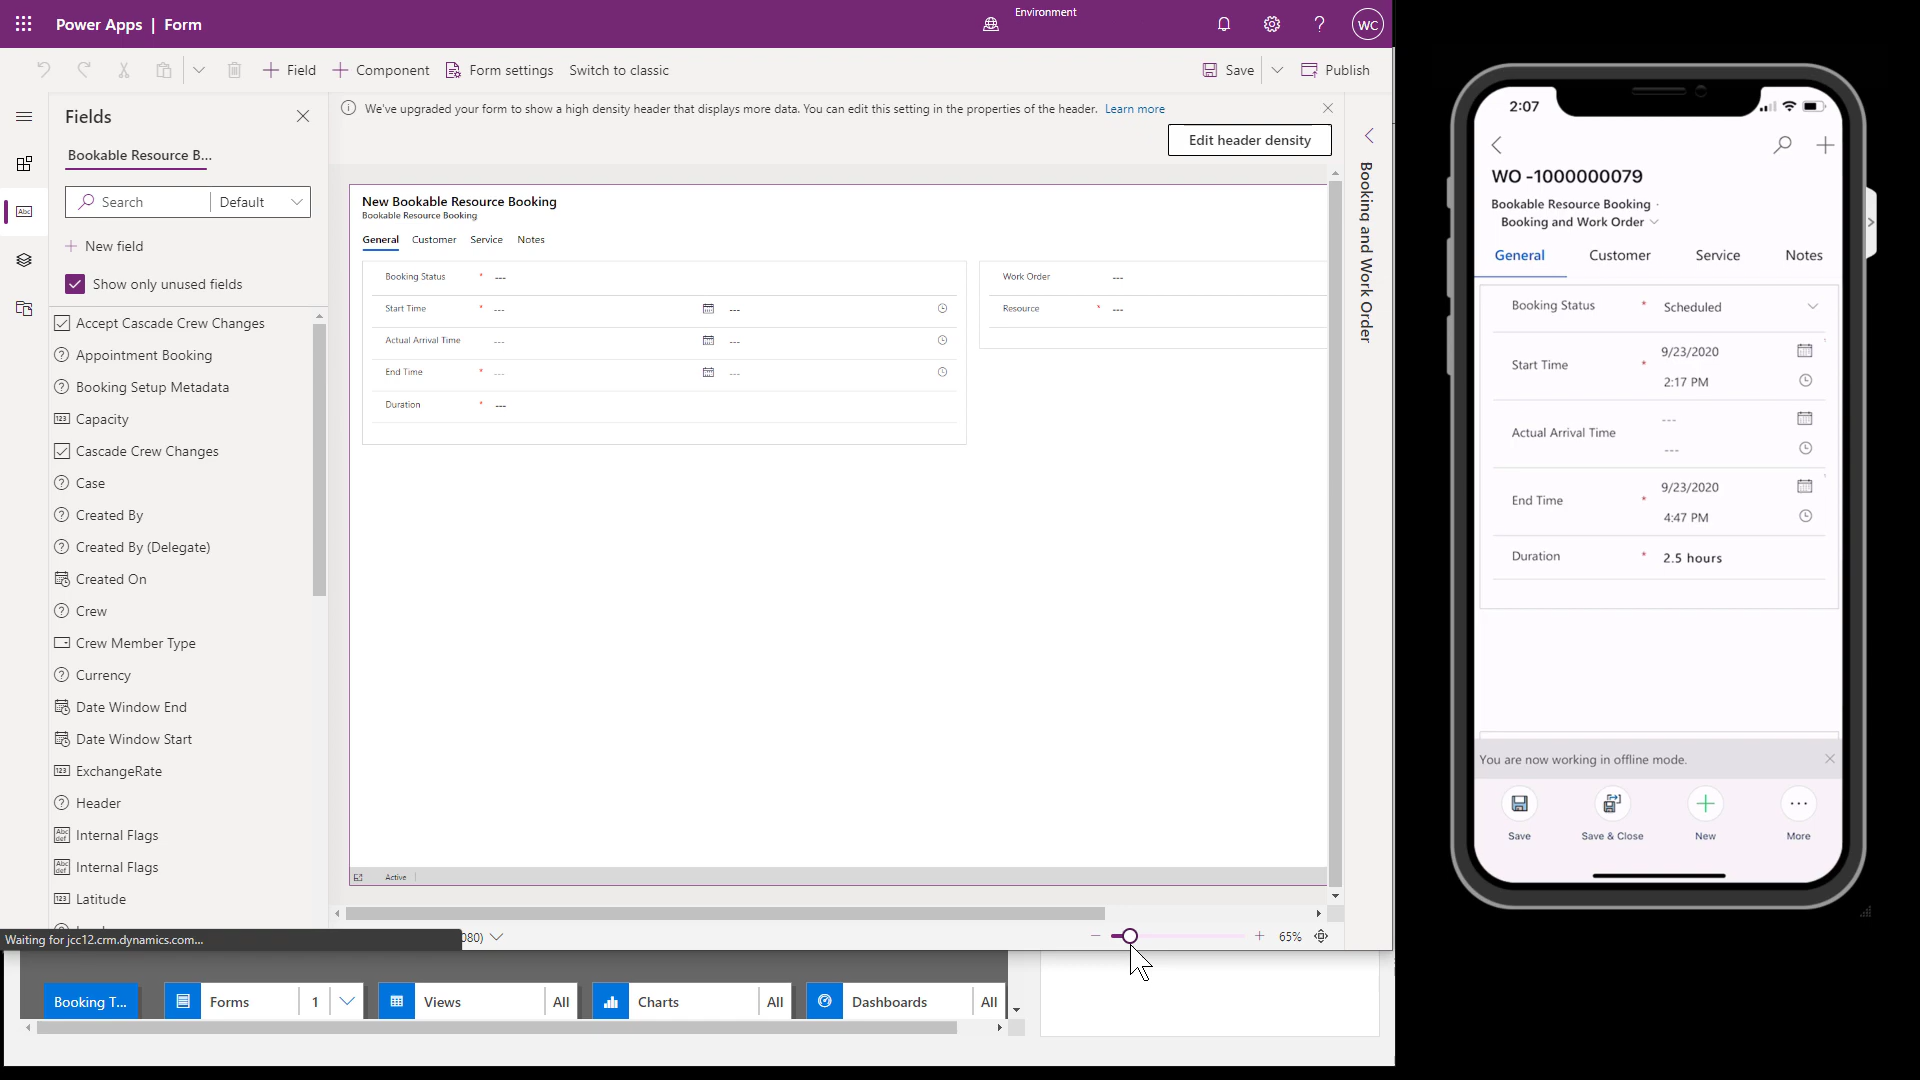 Power Apps | Form
Environment
WC
Field
Component
Form settings
Switch to classic
Save
Publish
Fields
Bookable Resource B...
Search
Default
New field
Show only unused fields
Accept Cascade Crew Changes
Appointment Booking
Booking Setup Metadata
Capacity
Cascade Crew Changes
Case
Created By
Created By (Delegate)
Created On
Crew
Crew Member Type
Currency
Date Window End
Date Window Start
ExchangeRate
Header
Internal Flags
Internal Flags
Latitude
Waiting for jcc12.crm.dynamics.com...
We've upgraded your form to show a high density header that displays more data. You can edit this setting in the properties of the header. Learn more
Edit header density
New Bookable Resource Booking
Bookable Resource Booking
General Customer Service Notes
Booking Status * ---
Start Time * --- ---
Actual Arrival Time --- ---
End Time * --- ---
Duration * ---
Work Order ---
Resource * ---
Active
080)
65%
Booking and Work Order
Booking T...
Forms 1
Views All
Charts All
Dashboards All
2:07
WO -1000000079
Bookable Resource Booking ·
Booking and Work Order
General Customer Service Notes
Booking Status * Scheduled
Start Time * 9/23/2020
2:17 PM
Actual Arrival Time ---
---
End Time * 9/23/2020
4:47 PM
Duration * 2.5 hours
You are now working in offline mode.
Save
Save & Close
New
More